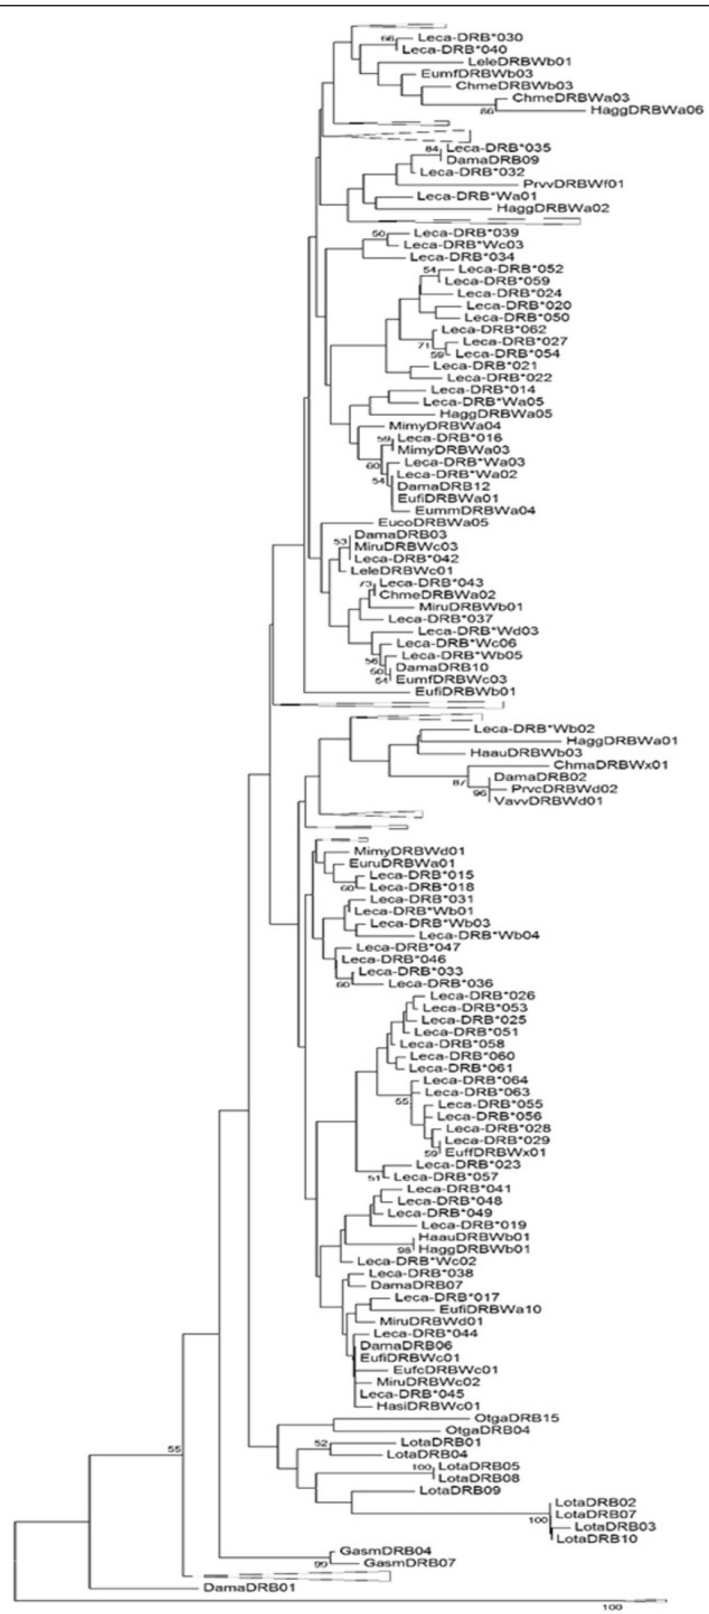 66 Leca-DRB*030
Leca-DRB*040
LeleDRBWb01
EumfDRBWb03
ChmeDRBWb03
ChmeDRBWa03
86 HaggDRBWa06
84 Leca-DRB*035
DamaDRB09
Leca-DRB*032
PrvvDRBWf01
Leca-DRB*Wa01
HaggDRBWa02
50 Leca-DRB*039
Leca-DRB*Wc03
Leca-DRB*034
54 Leca-DRB*052
Leca-DRB*059
Leca-DRB*024
Leca-DRB*020
Leca-DRB*050
Leca-DRB*062
71 Leca-DRB*027
59 Leca-DRB*054
Leca-DRB*021
Leca-DRB*022
Leca-DRB*014
Leca-DRB*Wa05
HaggDRBWa05
MimyDRBWa04
59 Leca-DRB*016
MimyDRBWa03
60 Leca-DRB*Wa03
54 Leca-DRB*Wa02
DamaDRB12
EufiDRBWa01
EummDRBWa04
EucoDRBWa05
53 DamaDRB03
MiruDRBWc03
Leca-DRB*042
LeleDRBWc01
73 Leca-DRB*043
ChmeDRBWa02
MiruDRBWb01
Leca-DRB*037
Leca-DRB*Wd03
Leca-DRB*Wc06
56 Leca-DRB*Wb05
50 DamaDRB10
51 EumfDRBWc03
EufiDRBWb01
Leca-DRB*Wb02
HaggDRBWa01
HaauDRBWb03
ChmaDRBWx01
87 DamaDRB02
96 PrvcDRBWd02
VavvDRBWd01
MimyDRBWd01
EuruDRBWa01
Leca-DRB*015
60 Leca-DRB*018
Leca-DRB*031
Leca-DRB*Wb01
Leca-DRB*Wb03
Leca-DRB*Wb04
Leca-DRB*047
Leca-DRB*046
Leca-DRB*033
60 Leca-DRB*036
Leca-DRB*026
Leca-DRB*053
Leca-DRB*025
Leca-DRB*051
Leca-DRB*058
Leca-DRB*060
Leca-DRB*061
Leca-DRB*064
Leca-DRB*063
55 Leca-DRB*055
Leca-DRB*056
Leca-DRB*028
Leca-DRB*029
59 EuffDRBWx01
Leca-DRB*023
51 Leca-DRB*057
Leca-DRB*041
Leca-DRB*048
Leca-DRB*049
Leca-DRB*019
HaauDRBWb01
98 HaggDRBWb01
Leca-DRB*Wc02
Leca-DRB*038
DamaDRB07
Leca-DRB*017
EufiDRBWa10
MiruDRBWd01
Leca-DRB*044
DamaDRB06
EufiDRBWc01
EufcDRBWc01
MiruDRBWc02
Leca-DRB*045
HasiDRBWc01
OtgaDRB15
OtgaDRB04
52 LotaDRB01
55 LotaDRB04
100 LotaDRB05
LotaDRB08
LotaDRB09
LotaDRB02
100 LotaDRB07
LotaDRB03
LotaDRB10
GasmDRB04
99 GasmDRB07
DamaDRB01
100